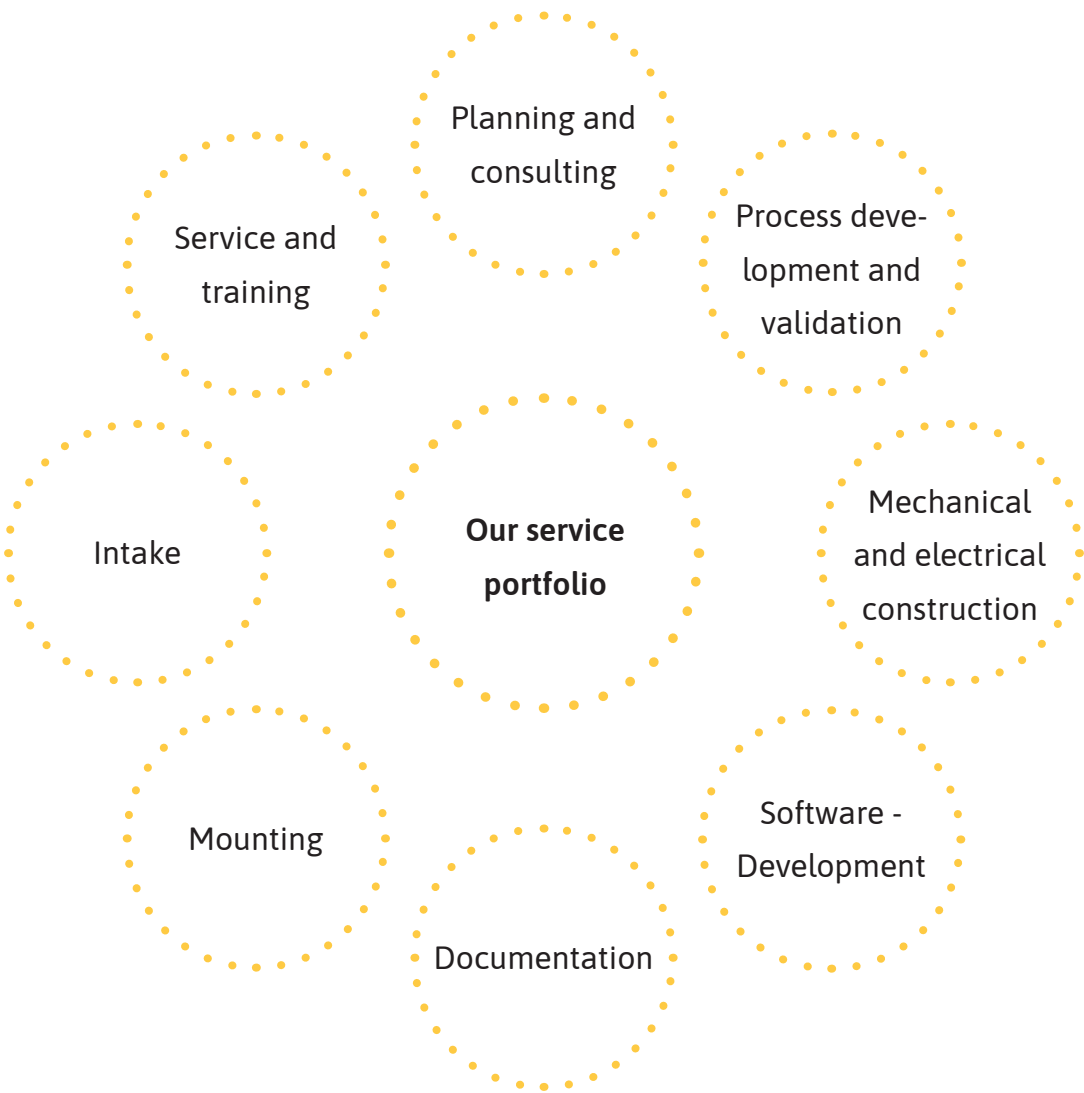 Planning and
consulting
Process deve-
lopment and
validation
Mechanical
and electrical
construction
Software -
Development
Documentation
Mounting
Intake
Service and
training
Our service
portfolio